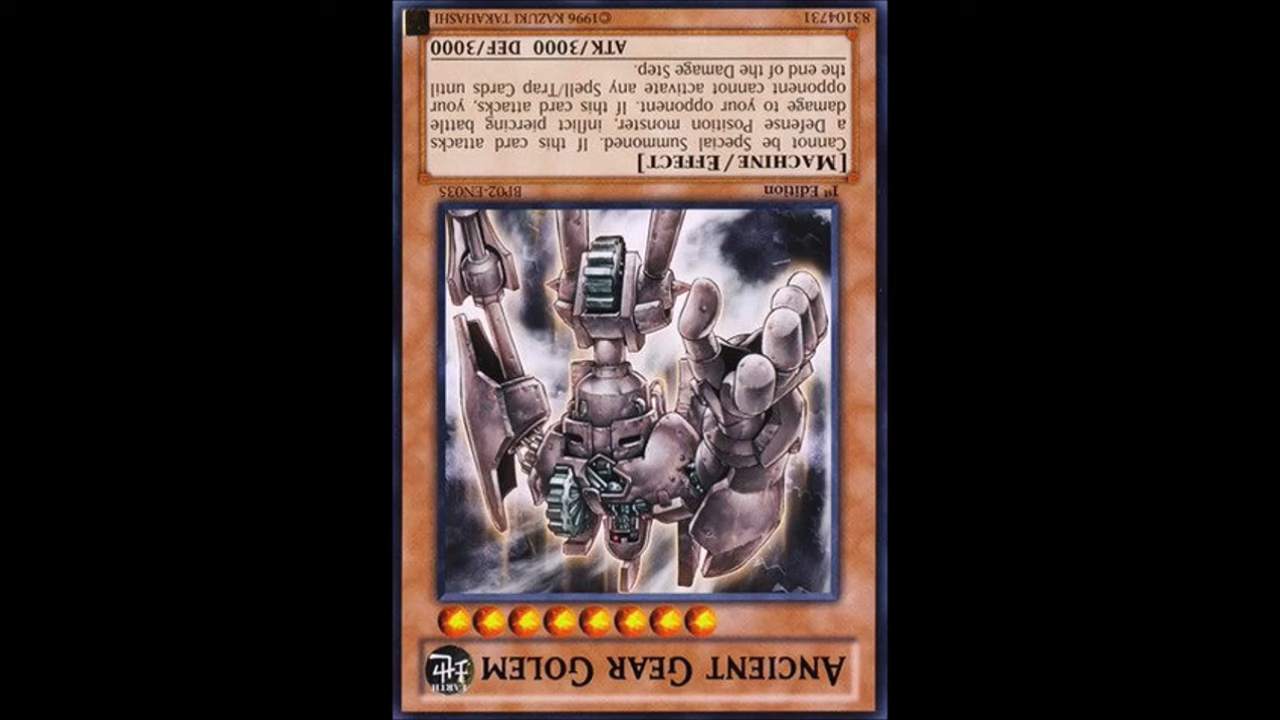 ANCIENT GEAR GOLEM
EARTH
地
1st Edition
BP02-EN035
[MACHINE/EFFECT]
Cannot be Special Summoned. If this card attacks
a Defense Position monster, inflict piercing battle
damage to your opponent. If this card attacks, your
opponent cannot activate any Spell/Trap Cards until
the end of the Damage Step.
ATK/3000 DEF/3000
83104731
©1996 KAZUKI TAKAHASHI